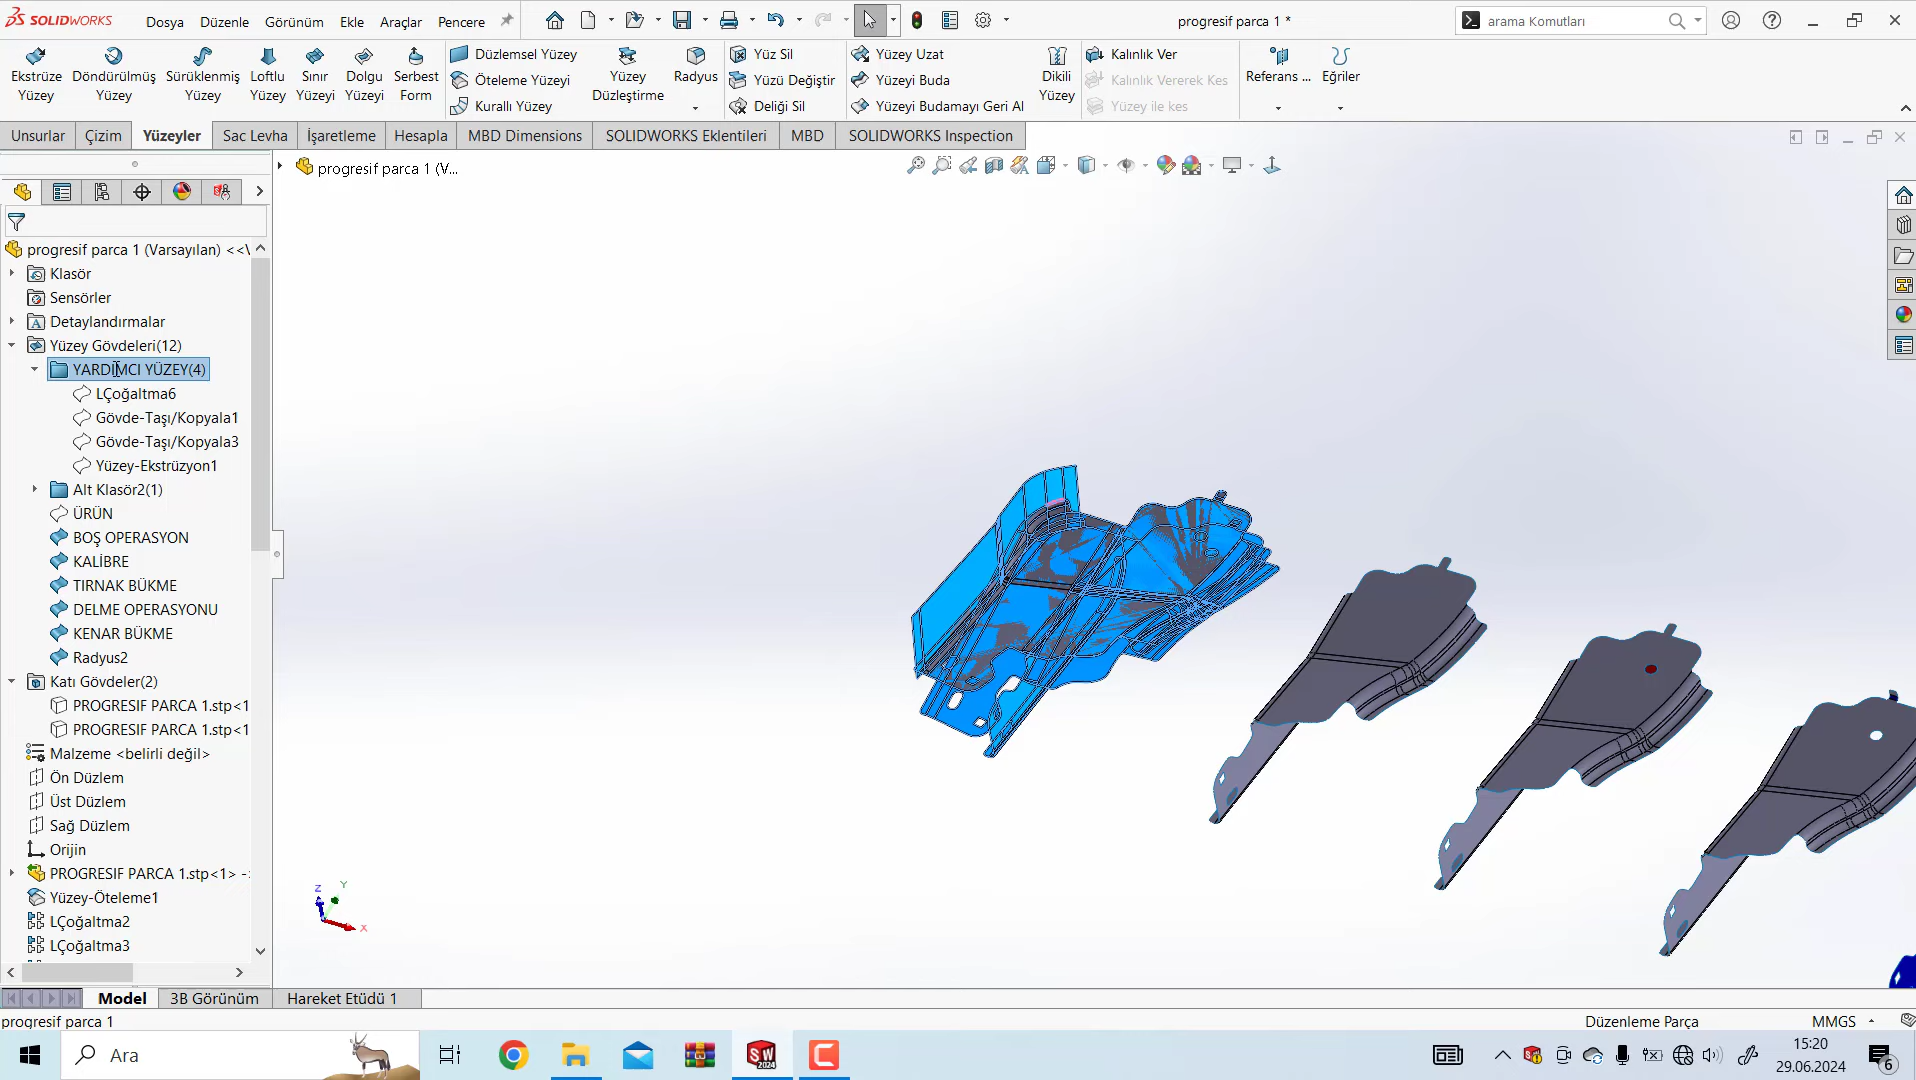 SOLIDWORKS Dosya Düzenle Görünüm Ekle Araçlar Pencere progresif parca 1 * arama Komutları
Ekstrüze Yüzey
Döndürülmüş Yüzey
Sürüklenmiş Yüzey
Loftlu Yüzey
Sınır Yüzeyi
Dolgu Yüzeyi
Serbest Form
Düzlemsel Yüzey
Öteleme Yüzeyi
Kurallı Yüzey
Yüzey Düzleştirme
Radyus
Yüz Sil
Yüzü Değiştir
Deliği Sil
Yüzey Uzat
Yüzeyi Buda
Yüzeyi Budamayı Geri Al
Dikili Yüzey
Kalınlık Ver
Kalınlık Vererek Kes
Yüzey ile kes
Referans ...
Eğriler
Unsurlar Çizim Yüzeyler Sac Levha İşaretleme Hesapla MBD Dimensions SOLIDWORKS Eklentileri MBD SOLIDWORKS Inspection
progresif parca 1 (V...
progresif parca 1 (Varsayılan) <<V
Klasör
Sensörler
Detaylandırmalar
Yüzey Gövdeleri(12)
YARDIMCI YÜZEY(4)
LÇoğaltma6
Gövde-Taşı/Kopyala1
Gövde-Taşı/Kopyala3
Yüzey-Ekstrüzyon1
Alt Klasör2(1)
ÜRÜN
BOŞ OPERASYON
KALİBRE
TIRNAK BÜKME
DELME OPERASYONU
KENAR BÜKME
Radyus2
Katı Gövdeler(2)
PROGRESIF PARCA 1.stp<1
PROGRESIF PARCA 1.stp<1
Malzeme <belirli değil>
Ön Düzlem
Üst Düzlem
Sağ Düzlem
Orijin
PROGRESIF PARCA 1.stp<1> -
Yüzey-Öteleme1
LÇoğaltma2
LÇoğaltma3
Z Y X
Model 3B Görünüm Hareket Etüdü 1
progresif parca 1 Düzenleme Parça MMGS
Ara
SW 2024
15:20
29.06.2024
6